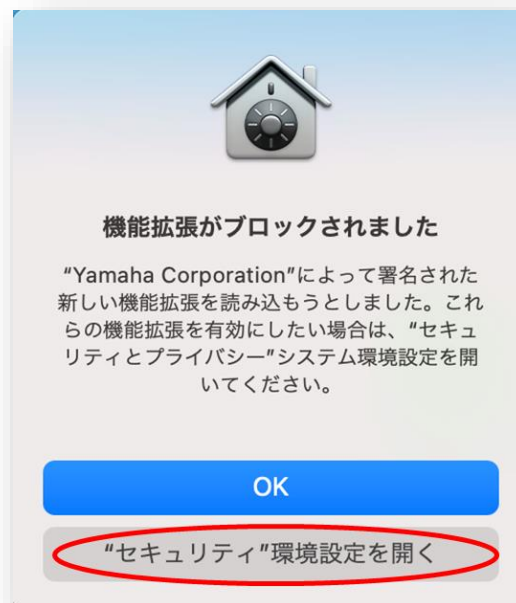 機能拡張がブロックされました
“Yamaha Corporation”によって署名された
新しい機能拡張を読み込もうとしました。これ
らの機能拡張を有効にしたい場合は、“セキュ
リティとプライバシー”システム環境設定を開
いてください。
OK
“セキュリティ”環境設定を開く